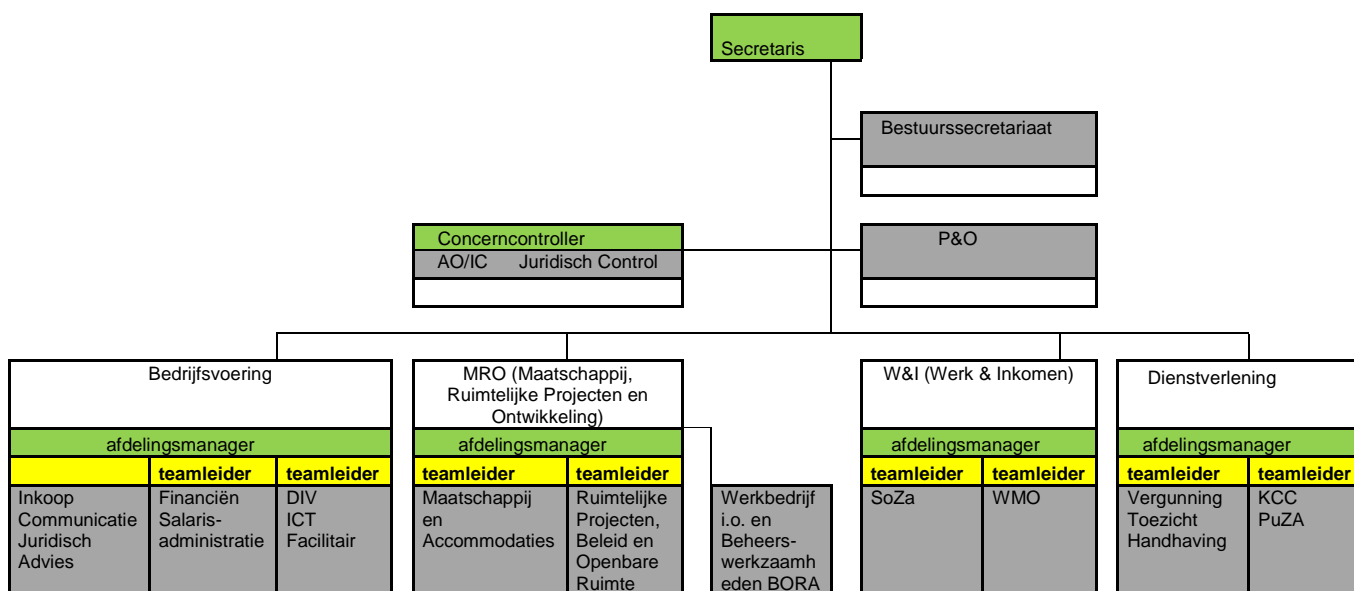 Secretaris
Bestuurssecretariaat
Concerncontroller
AO/IC Juridisch Control
P&O
Bedrijfsvoering
afdelingsmanager
teamleider teamleider
Inkoop
Communicatie
Juridisch
Advies
Financiën
Salaris-
administratie
DIV
ICT
Facilitair
MRO (Maatschappij,
Ruimtelijke Projecten en
Ontwikkeling)
afdelingsmanager
teamleider teamleider
Maatschappij
en
Accommodaties
Ruimtelijke
Projecten,
Beleid en
Openbare
Ruimte
Werkbedrijf
i.o. en
Beheers-
werkzaamh
eden BORA
W&I (Werk & Inkomen)
afdelingsmanager
teamleider teamleider
SoZa
WMO
Dienstverlening
afdelingsmanager
teamleider teamleider
Vergunning
Toezicht
Handhaving
KCC
PuZA